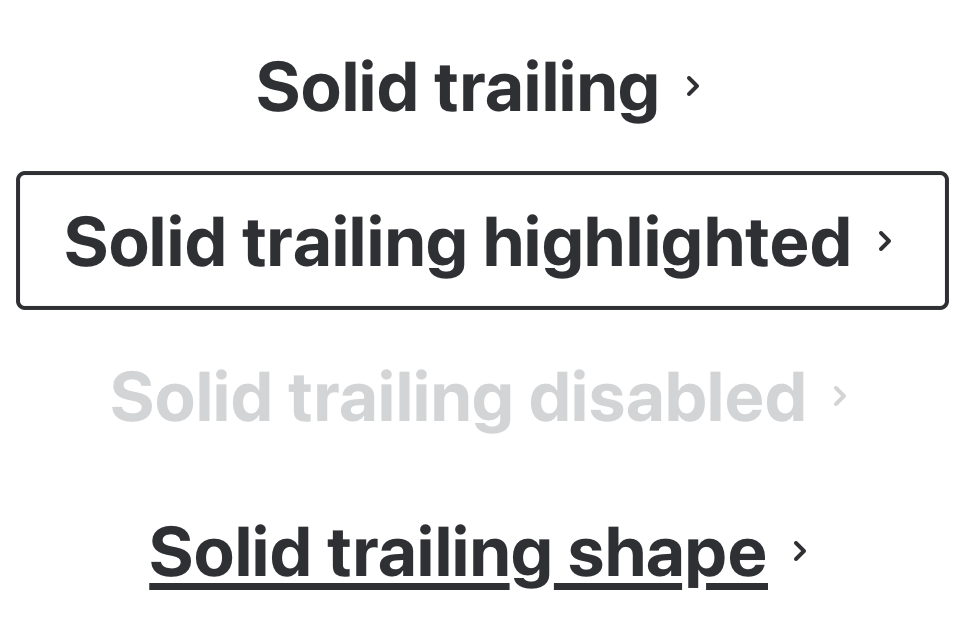 Solid trailing
Solid trailing highlighted
Solid trailing disabled
Solid trailing shape